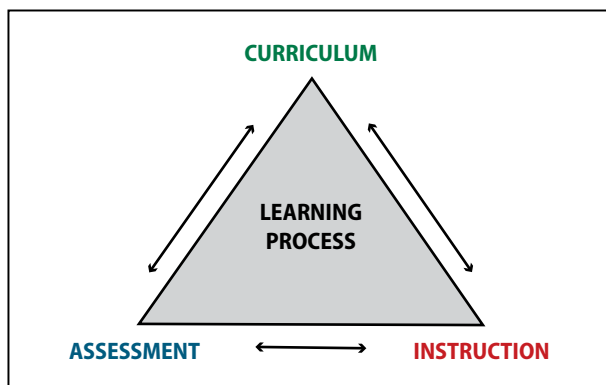 CURRICULUM
LEARNING
PROCESS
ASSESSMENT
INSTRUCTION